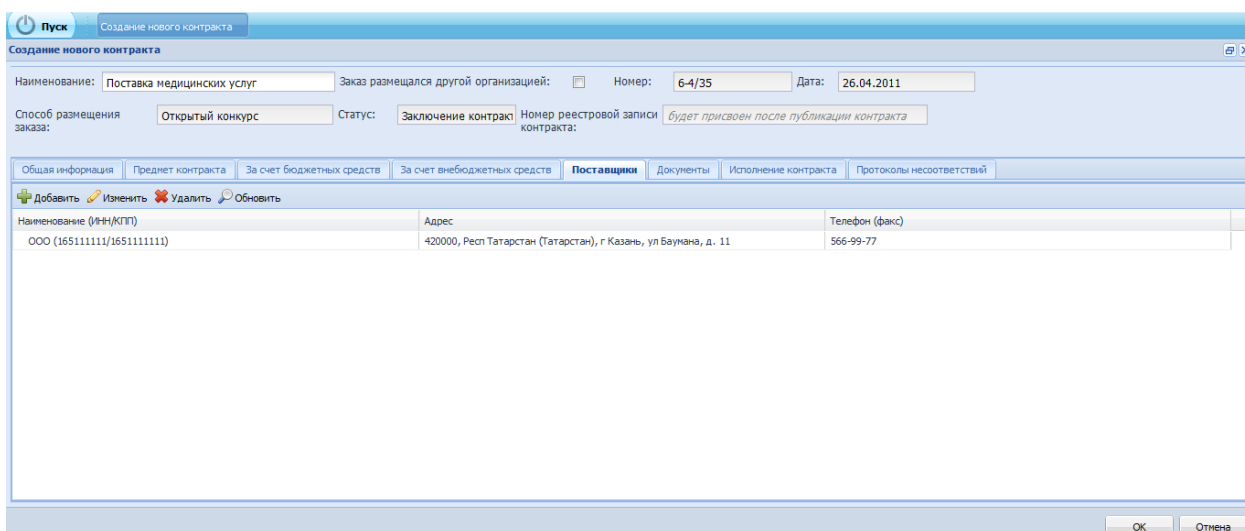 Пуск Создание нового контракта
Создание нового контракта
Наименование: Поставка медицинских услуг Заказ размещался другой организацией: Номер: 6-4/35 Дата: 26.04.2011
Способ размещения заказа: Открытый конкурс Статус: Заключение контракт Номер реестровой записи контракта: будет присвоен после публикации контракта
Общая информация Предмет контракта За счет бюджетных средств За счет внебюджетных средств Поставщики Документы Исполнение контракта Протоколы несоответствий
Добавить Изменить Удалить Обновить
Наименование (ИНН/КПП) Адрес Телефон (факс)
ООО (165111111/1651111111) 420000, Респ Татарстан (Татарстан), г Казань, ул Баумана, д. 11 566-99-77
ОК Отмена